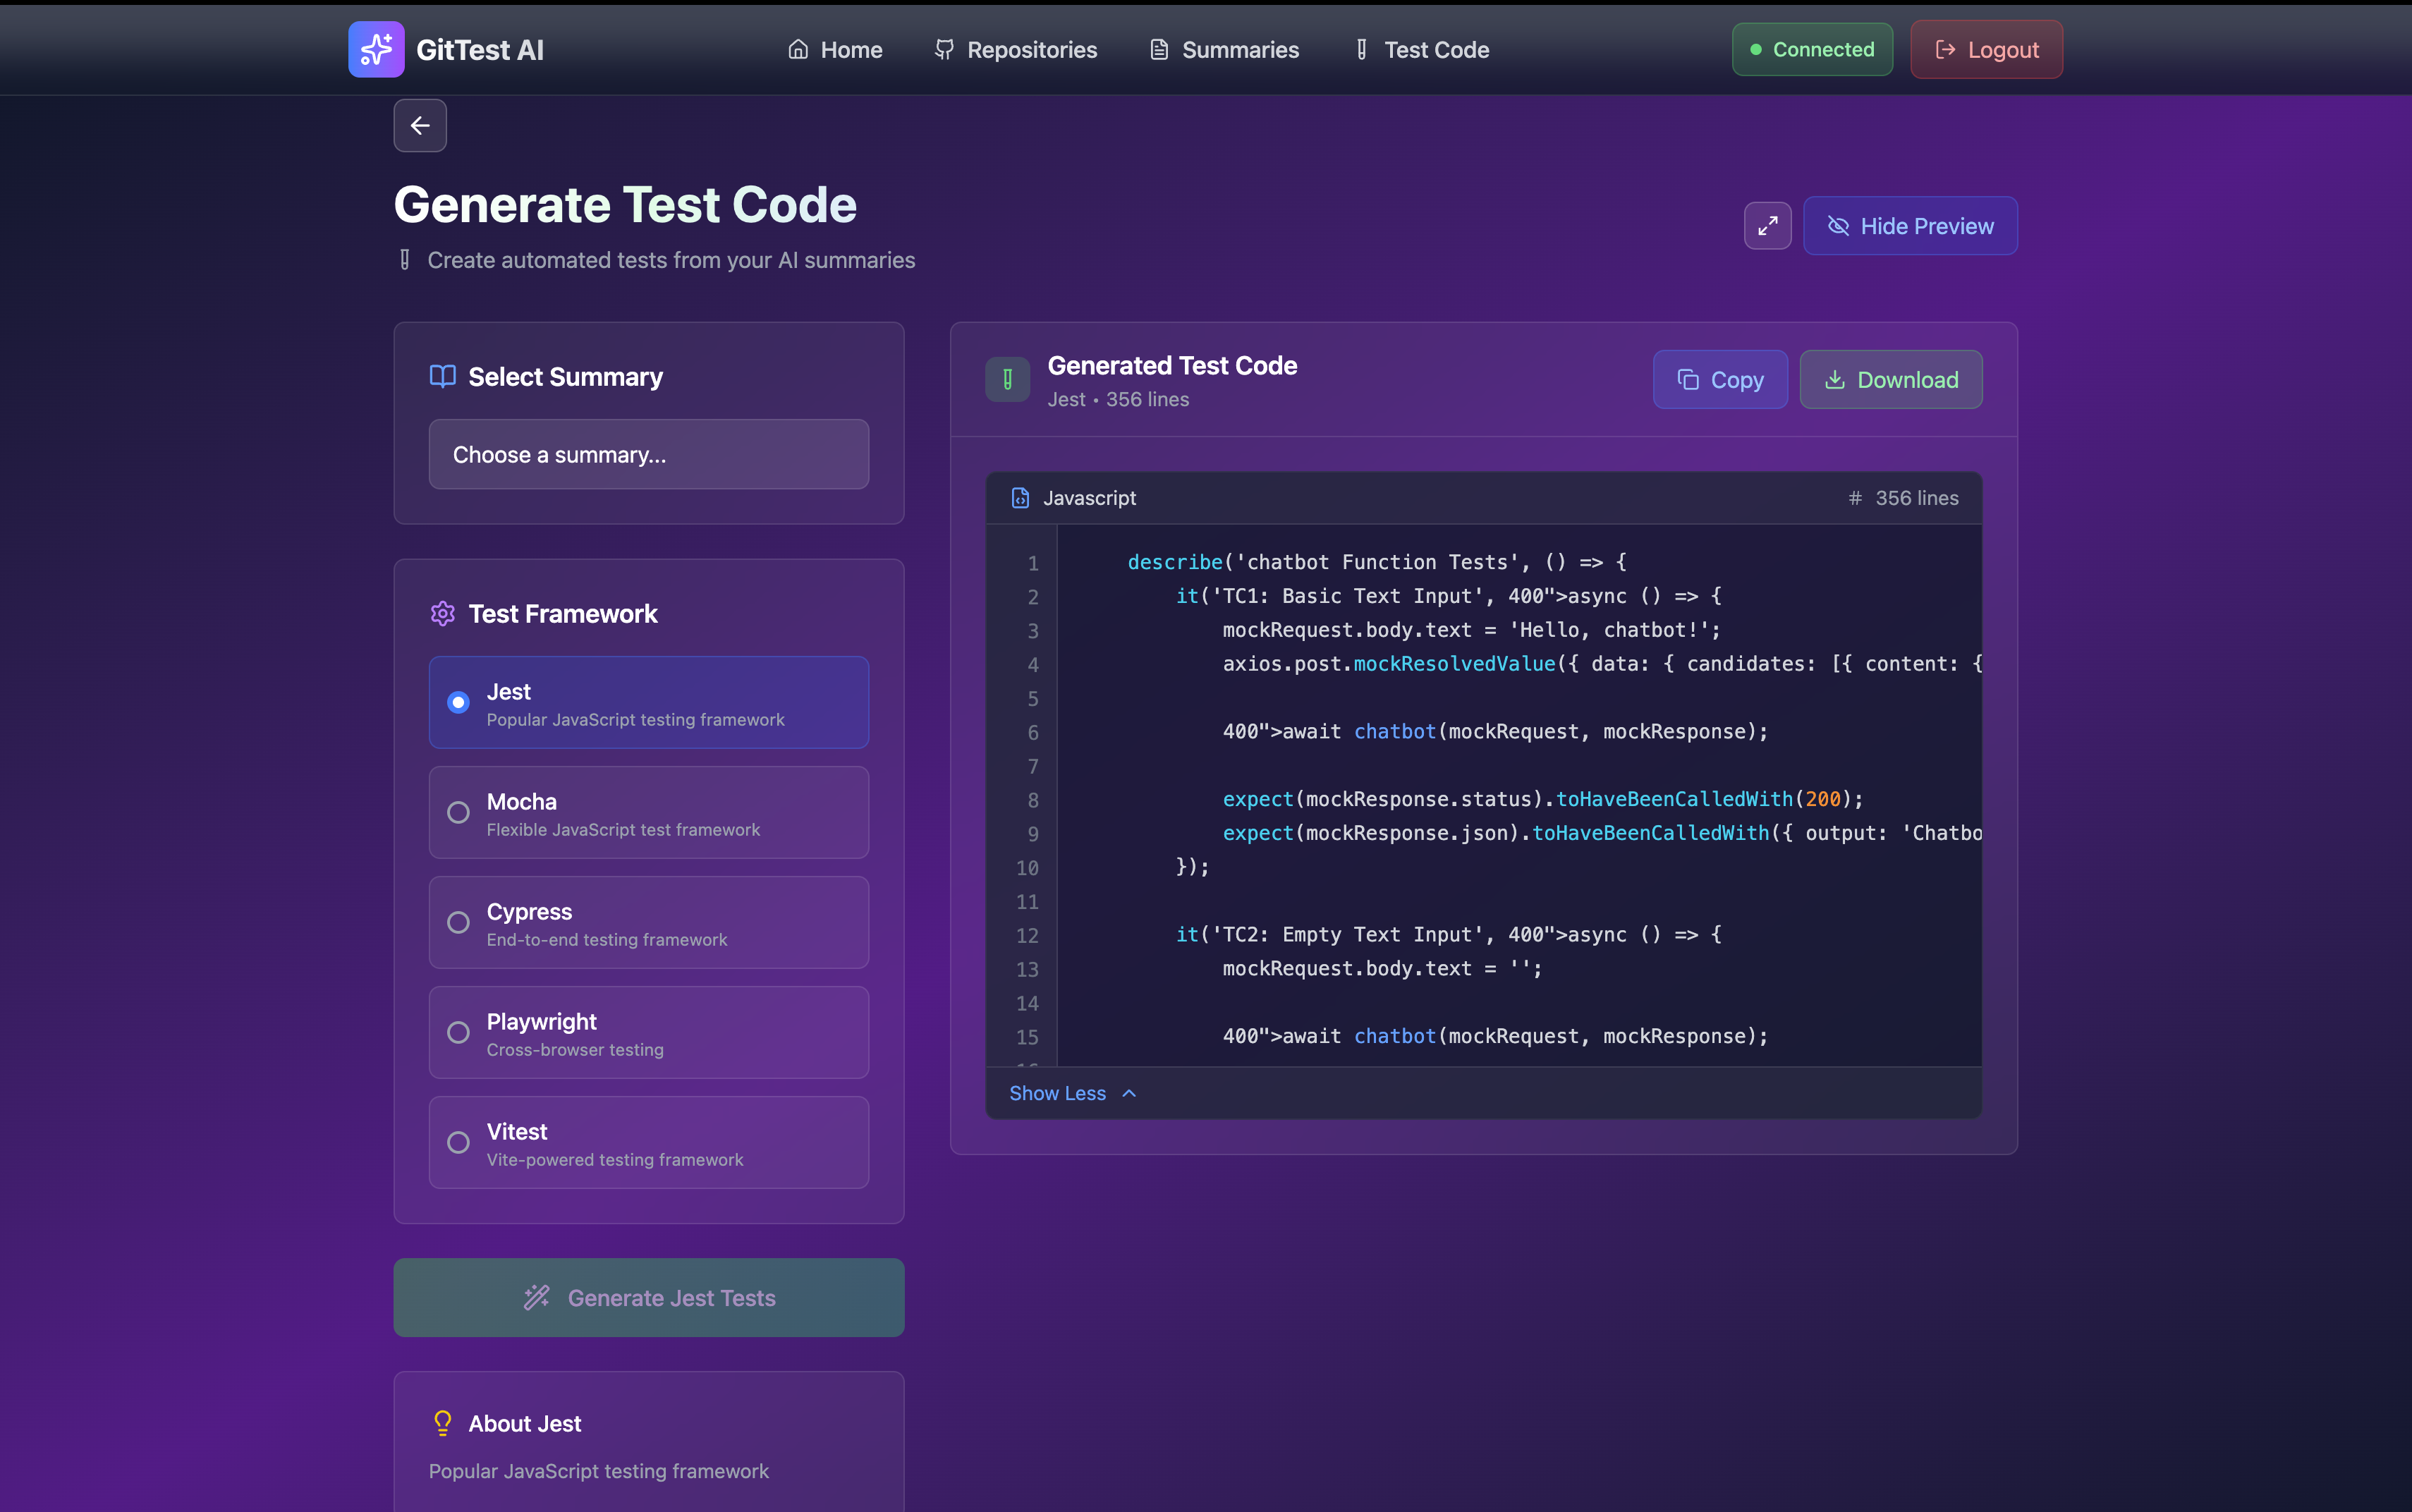 GitTest AI
Home
Repositories
Summaries
Test Code
Connected
Logout
Generate Test Code
Create automated tests from your AI summaries
Hide Preview
Select Summary
Choose a summary...
Test Framework
Jest
Popular JavaScript testing framework
Mocha
Flexible JavaScript test framework
Cypress
End-to-end testing framework
Playwright
Cross-browser testing
Vitest
Vite-powered testing framework
Generate Jest Tests
About Jest
Popular JavaScript testing framework
Generated Test Code
Jest • 356 lines
Copy
Download
Javascript
# 356 lines
1 describe('chatbot Function Tests', () => {
2 it('TC1: Basic Text Input', 400">async () => {
3 mockRequest.body.text = 'Hello, chatbot!';
4 axios.post.mockResolvedValue({ data: { candidates: [{ content: {
5
6 400">await chatbot(mockRequest, mockResponse);
7
8 expect(mockResponse.status).toHaveBeenCalledWith(200);
9 expect(mockResponse.json).toHaveBeenCalledWith({ output: 'Chatbo
10 });
11
12 it('TC2: Empty Text Input', 400">async () => {
13 mockRequest.body.text = '';
14
15 400">await chatbot(mockRequest, mockResponse);
Show Less